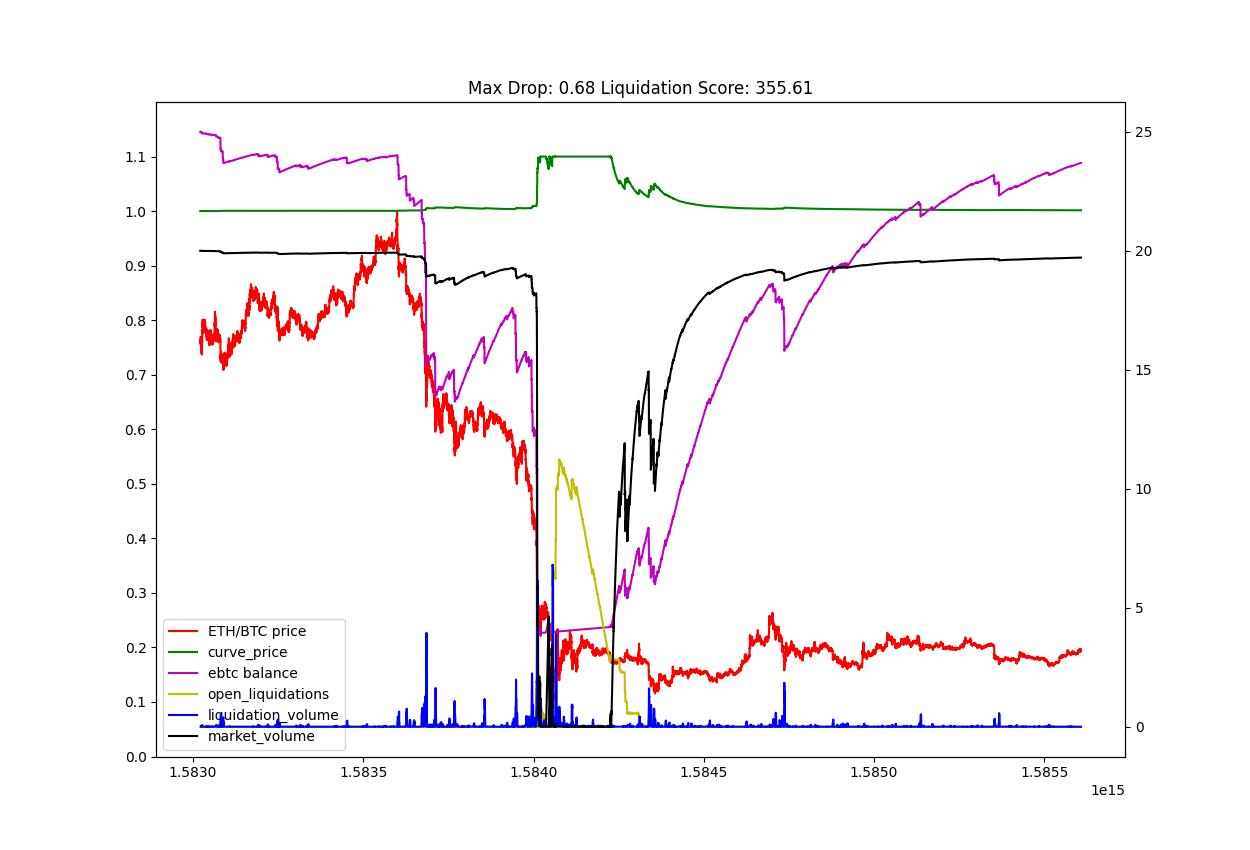 Max Drop: 0.68 Liquidation Score: 355.61
1.1
1.0
0.9
0.8
0.7
0.6
0.5
0.4
0.3
0.2
0.1
0.0
25
20
15
10
5
0
ETH/BTC price
curve_price
ebtc balance
open_liquidations
liquidation_volume
market_volume
1.5830 1.5835 1.5840 1.5845 1.5850 1.5855
1e15